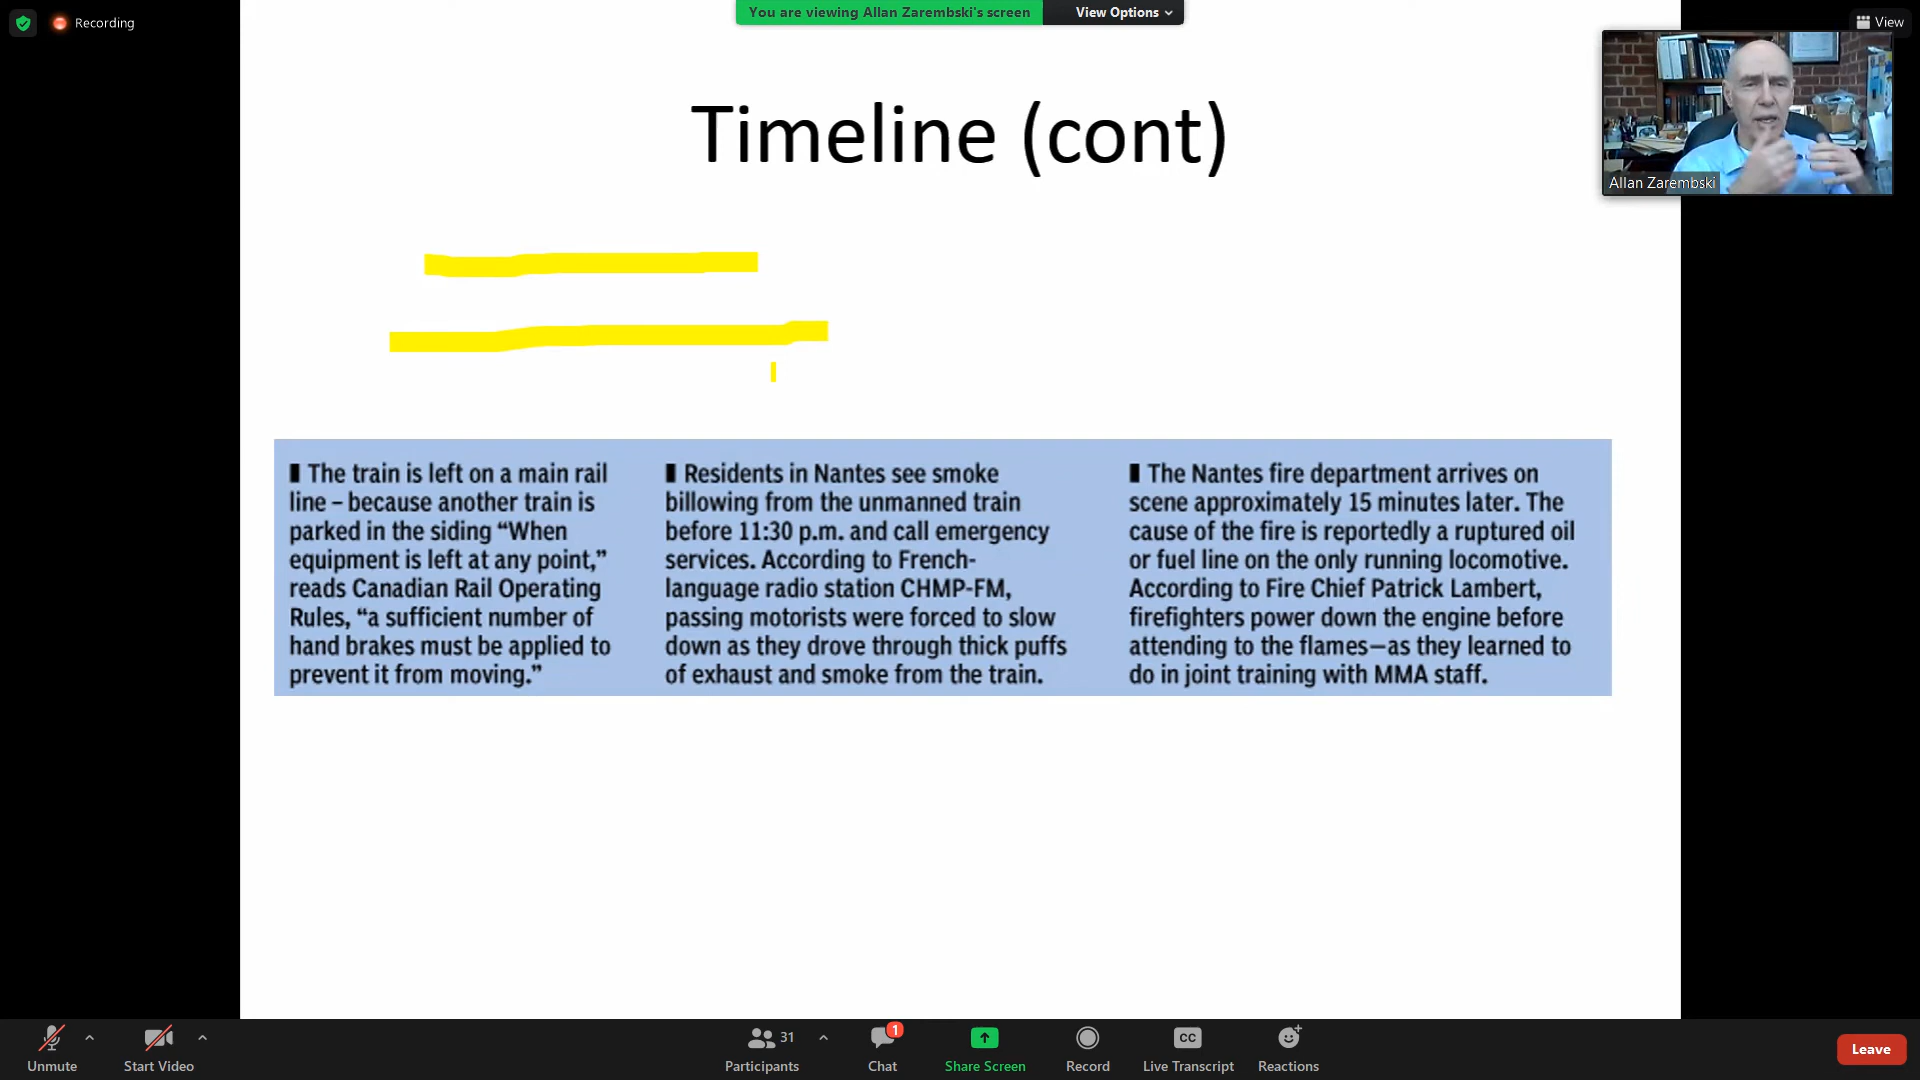 Recording
You are viewing Allan Zarembski's screen
View Options
View
Allan Zarembski
Timeline (cont)
The train is left on a main rail
line – because another train is
parked in the siding “When
equipment is left at any point,”
reads Canadian Rail Operating
Rules, “a sufficient number of
hand brakes must be applied to
prevent it from moving.”
Residents in Nantes see smoke
billowing from the unmanned train
before 11:30 p.m. and call emergency
services. According to French-
language radio station CHMP-FM,
passing motorists were forced to slow
down as they drove through thick puffs
of exhaust and smoke from the train.
The Nantes fire department arrives on
scene approximately 15 minutes later. The
cause of the fire is reportedly a ruptured oil
or fuel line on the only running locomotive.
According to Fire Chief Patrick Lambert,
firefighters power down the engine before
attending to the flames—as they learned to
do in joint training with MMA staff.
Unmute
Start Video
31
Participants
1
Chat
Share Screen
Record
CC
Live Transcript
Reactions
Leave